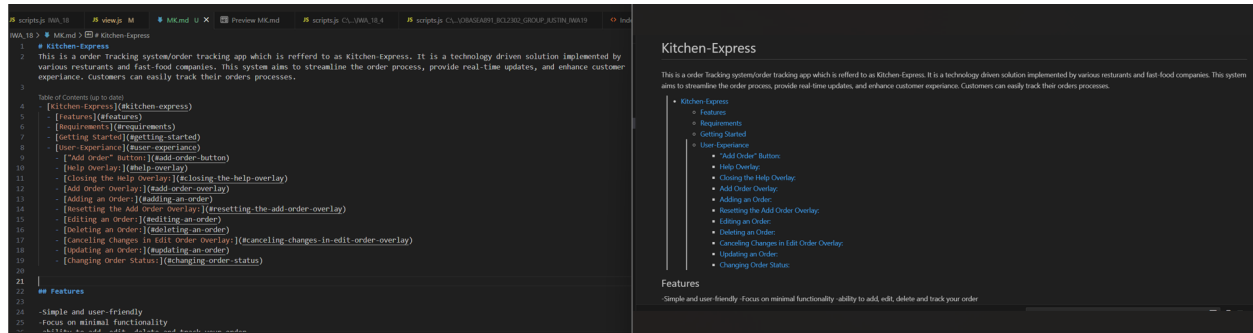 JS scripts.js IWA_18 JS view.js M MK.md U X Preview MK.md JS scripts.js C:\...\IWA_18_4 JS scripts.js C:\...\OBASEA891_BCL2302_GROUP_IUSTIN_IWA19
IWA_18 > MK.md > # Kitchen-Express
1 # Kitchen-Express
2 This is a order Tracking system/order tracking app which is refferd to as Kitchen-Express. It is a technology driven solution implemented by
various resturants and fast-food companies. This system aims to streamline the order process, provide real-time updates, and enhance customer
experiance. Customers can easily track their orders processes.
3
Table of Contents (up to date)
4 - [Kitchen-Express](#kitchen-express)
5 - [Features](#features)
6 - [Requirements](#requirements)
7 - [Getting Started](#getting-started)
8 - [User-Experiance](#user-experiance)
9 - ["Add Order" Button:](#add-order-button)
10 - [Help Overlay:](#help-overlay)
11 - [Closing the Help Overlay:](#closing-the-help-overlay)
12 - [Add Order Overlay:](#add-order-overlay)
13 - [Adding an Order:](#adding-an-order)
14 - [Resetting the Add Order Overlay:](#resetting-the-add-order-overlay)
15 - [Editing an Order:](#editing-an-order)
16 - [Deleting an Order:](#deleting-an-order)
17 - [Canceling Changes in Edit Order Overlay:](#canceling-changes-in-edit-order-overlay)
18 - [Updating an Order:](#updating-an-order)
19 - [Changing Order Status:](#changing-order-status)
20
21
22 ## Features
23
24 -Simple and user-friendly
25 -Focus on minimal functionality
Kitchen-Express
This is a order Tracking system/order tracking app which is refferd to as Kitchen-Express. It is a technology driven solution implemented by various resturants and fast-food companies. This system
aims to streamline the order process, provide real-time updates, and enhance customer experiance. Customers can easily track their orders processes.
Kitchen-Express
Features
Requirements
Getting Started
User-Experiance
"Add Order" Button:
Help Overlay:
Closing the Help Overlay:
Add Order Overlay:
Adding an Order:
Resetting the Add Order Overlay:
Editing an Order:
Deleting an Order:
Canceling Changes in Edit Order Overlay:
Updating an Order:
Changing Order Status:
Features
-Simple and user-friendly -Focus on minimal functionality -ability to add, edit, delete and track your order